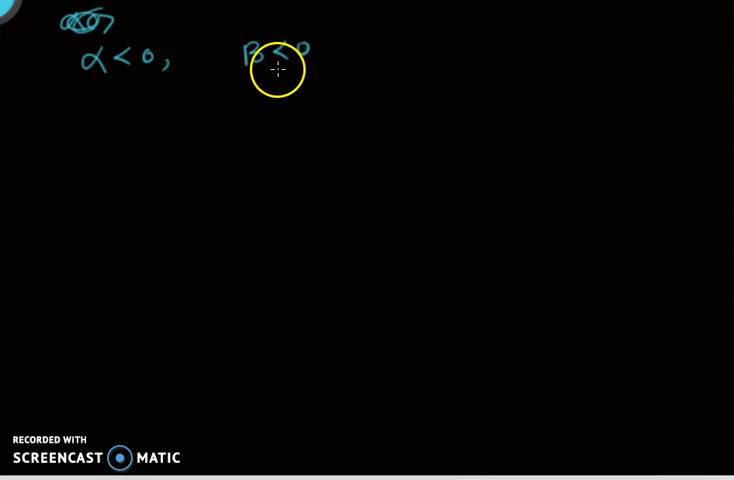 α < 0, β < 0
RECORDED WITH
SCREENCAST MATIC